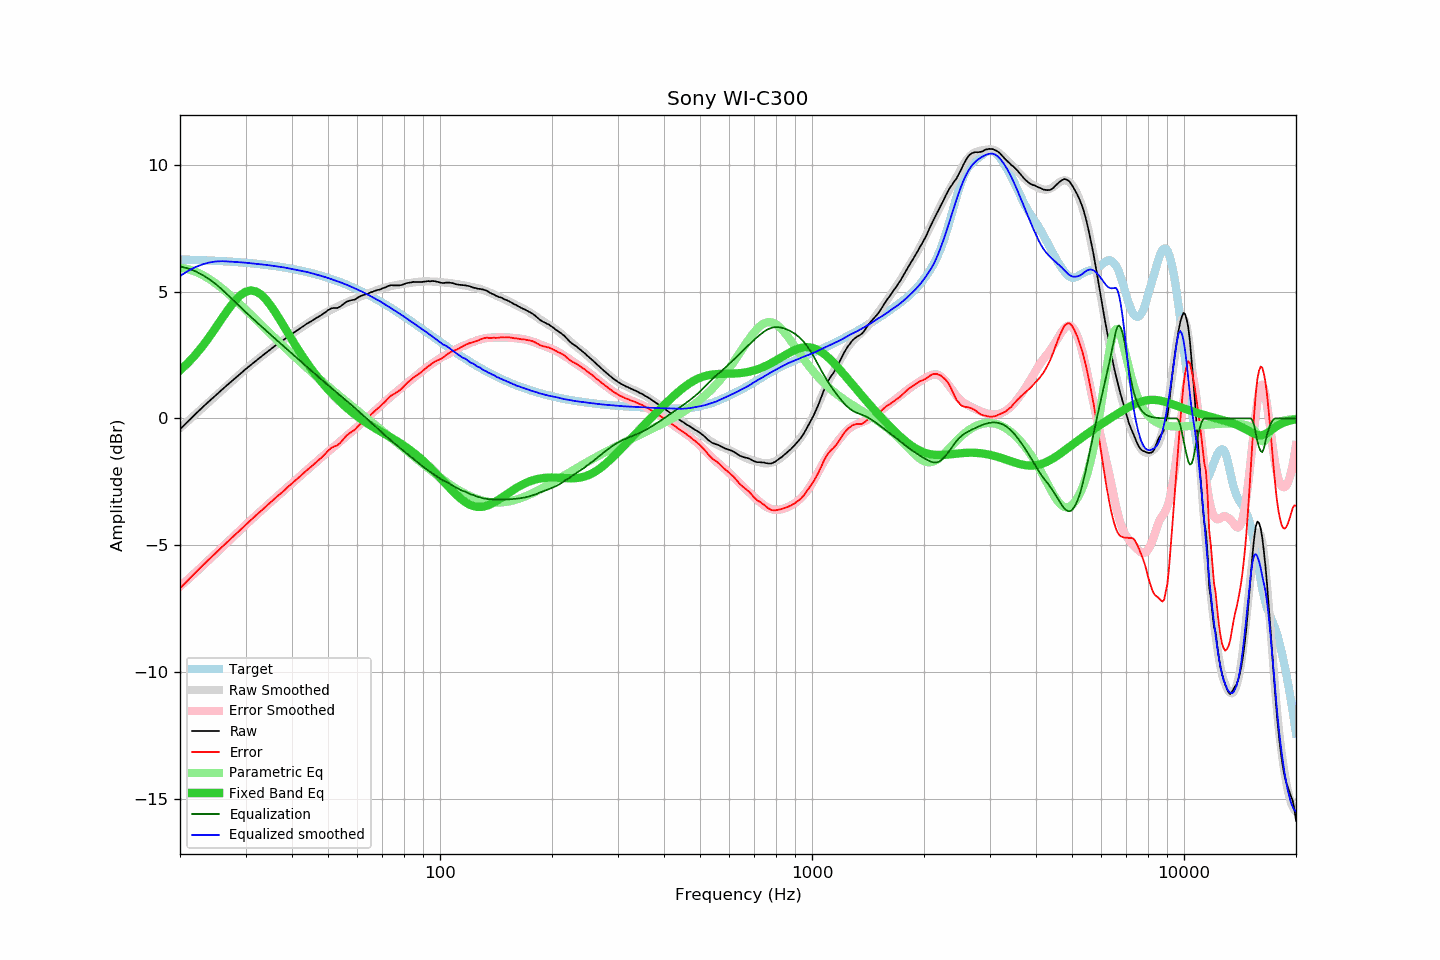 Sony WI-C300
10
5
0
−5
−10
−15
Amplitude (dBr)
Target
Raw Smoothed
Error Smoothed
Raw
Error
Parametric Eq
Fixed Band Eq
Equalization
Equalized smoothed
100
1000
10000
Frequency (Hz)